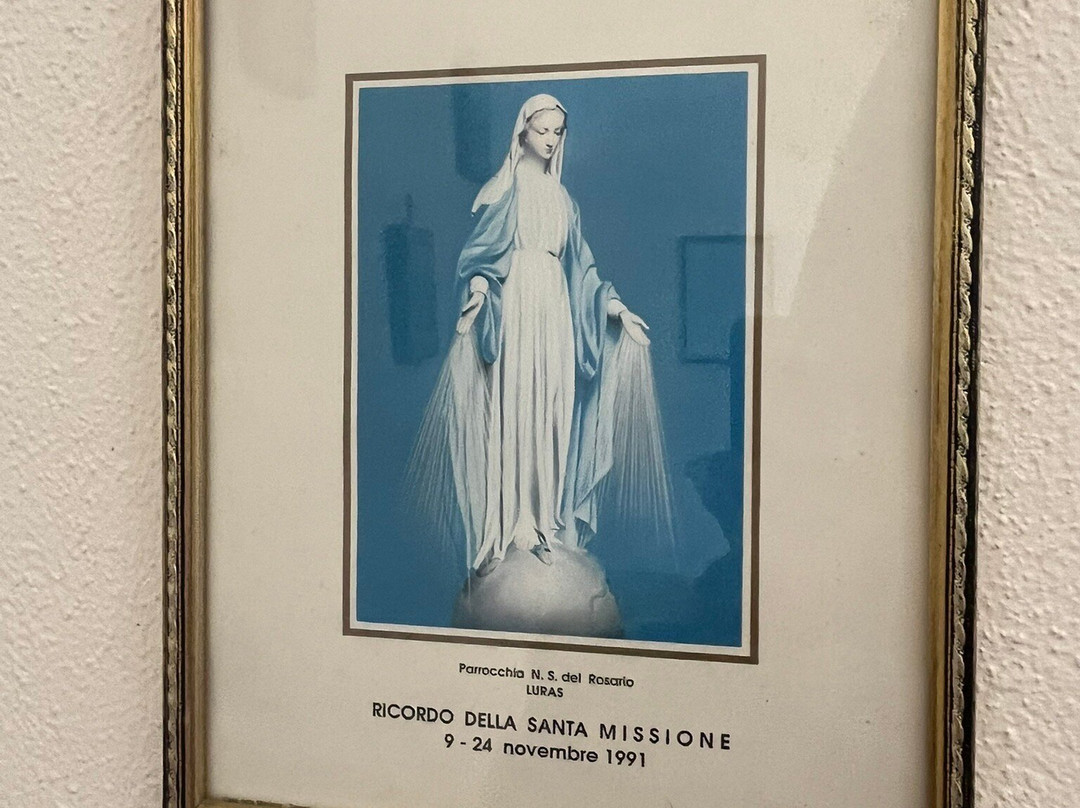 Parrocchia N. S. del Rosario
LURAS
RICORDO DELLA SANTA MISSIONE
9 - 24 novembre 1991